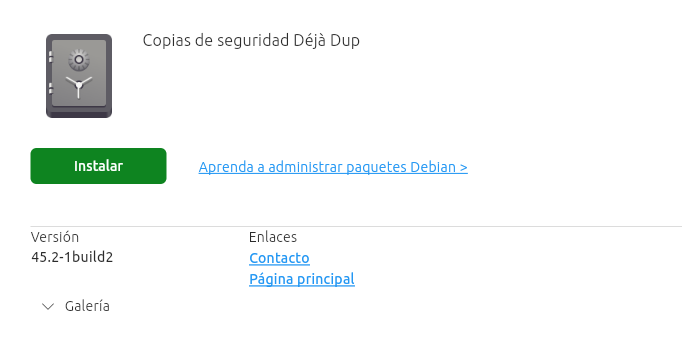 Copias de seguridad Déjà Dup
Instalar
Aprenda a administrar paquetes Debian >
Versión
45.2-1build2
Enlaces
Contacto
Página principal
Galería